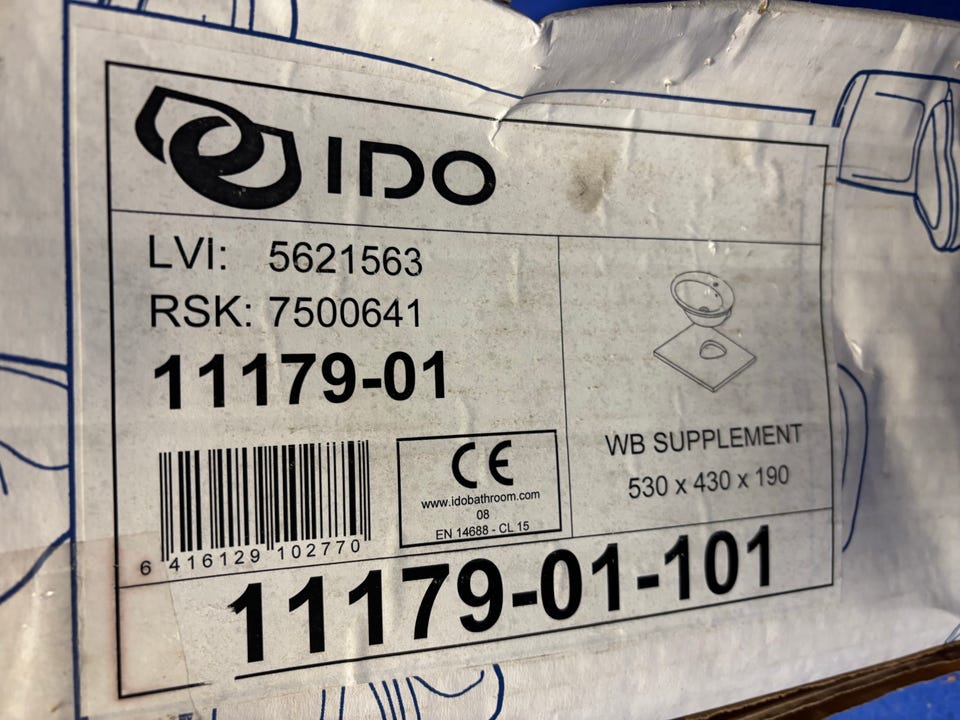 IDO
LVI: 5621563
RSK: 7500641
11179-01
WB SUPPLEMENT
530 x 430 x 190
CE
www.idobathroom.com
08
EN 14688 - CL 15
6 416129 102770
11179-01-101